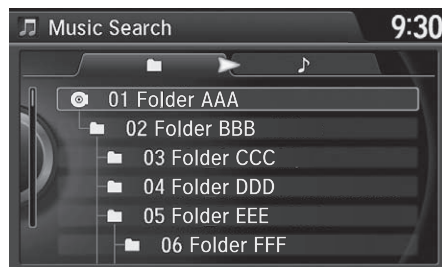 Music Search
9:30
01 Folder AAA
02 Folder BBB
03 Folder CCC
04 Folder DDD
05 Folder EEE
06 Folder FFF